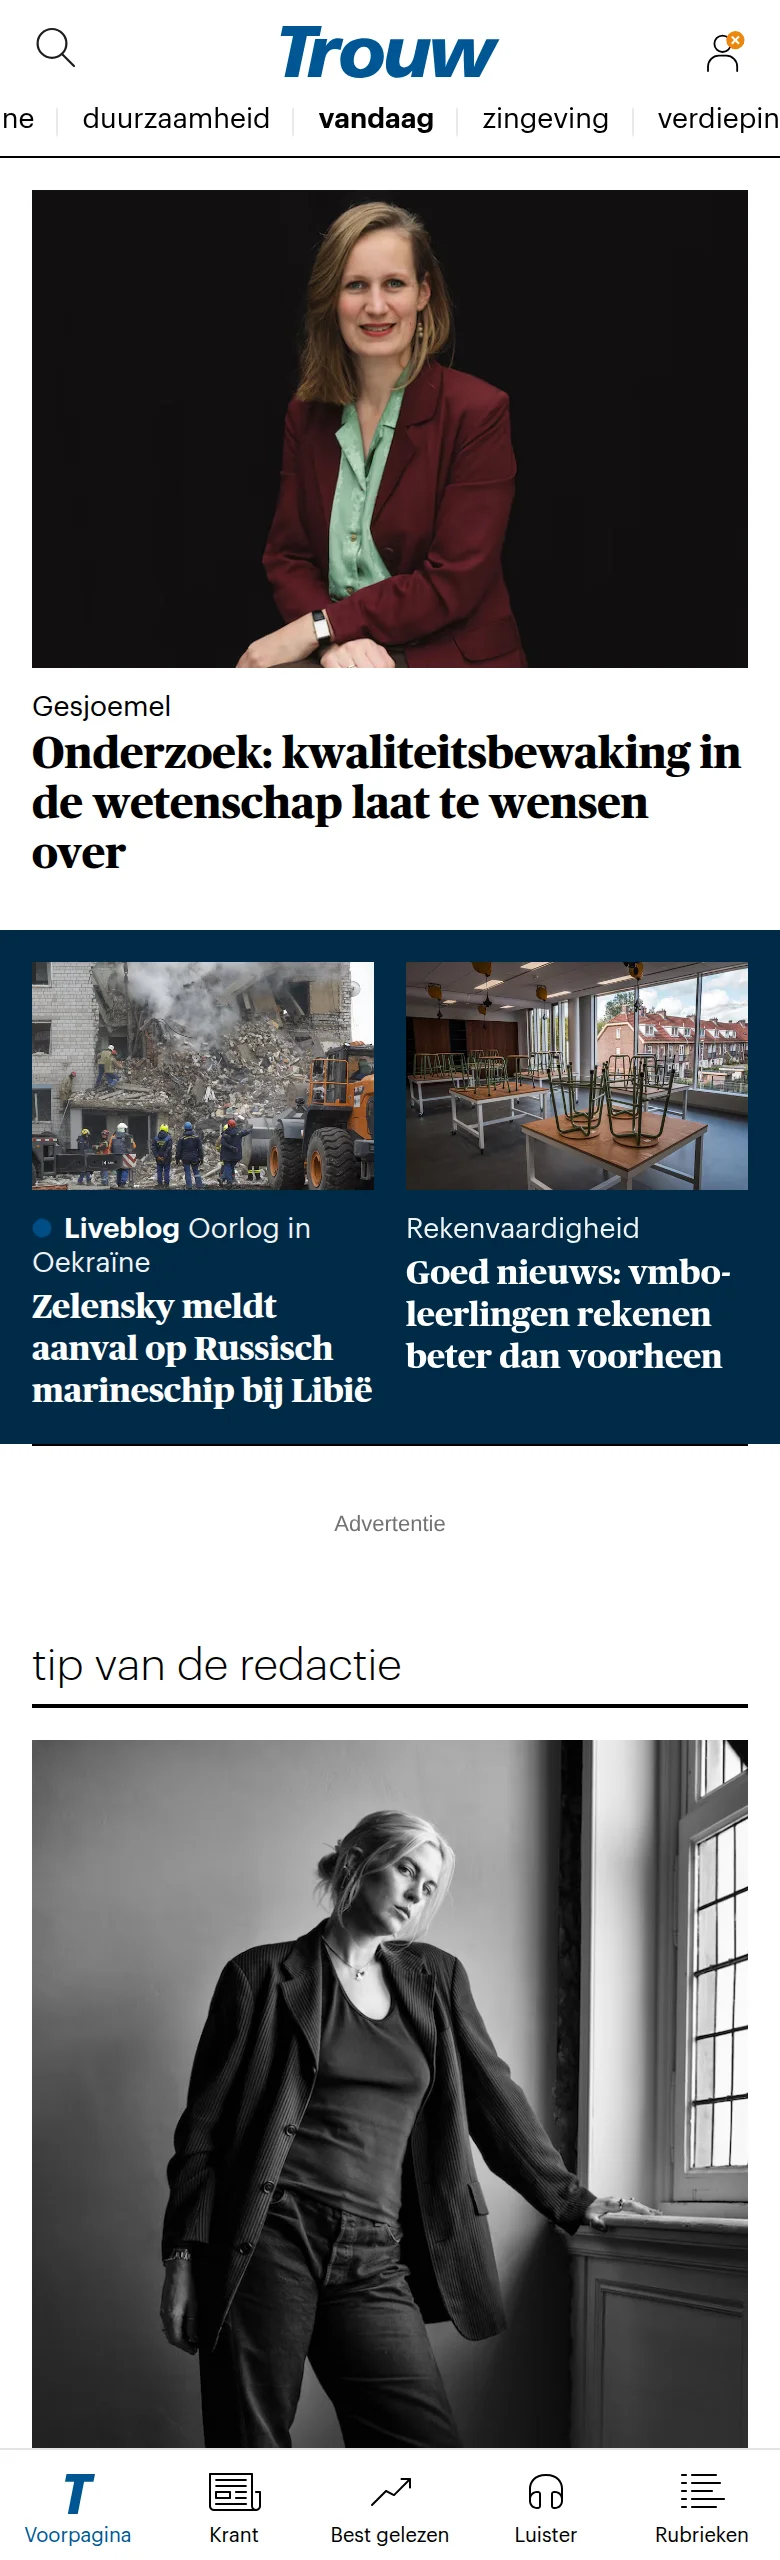 Trouw
ne duurzaamheid vandaag zingeving verdiepin
Gesjoemel
Onderzoek: kwaliteitsbewaking in
de wetenschap laat te wensen
over
Liveblog Oorlog in
Oekraïne
Zelensky meldt
aanval op Russisch
marineschip bij Libië
Rekenvaardigheid
Goed nieuws: vmbo-
leerlingen rekenen
beter dan voorheen
Advertentie
tip van de redactie
T
Voorpagina Krant Best gelezen Luister Rubrieken